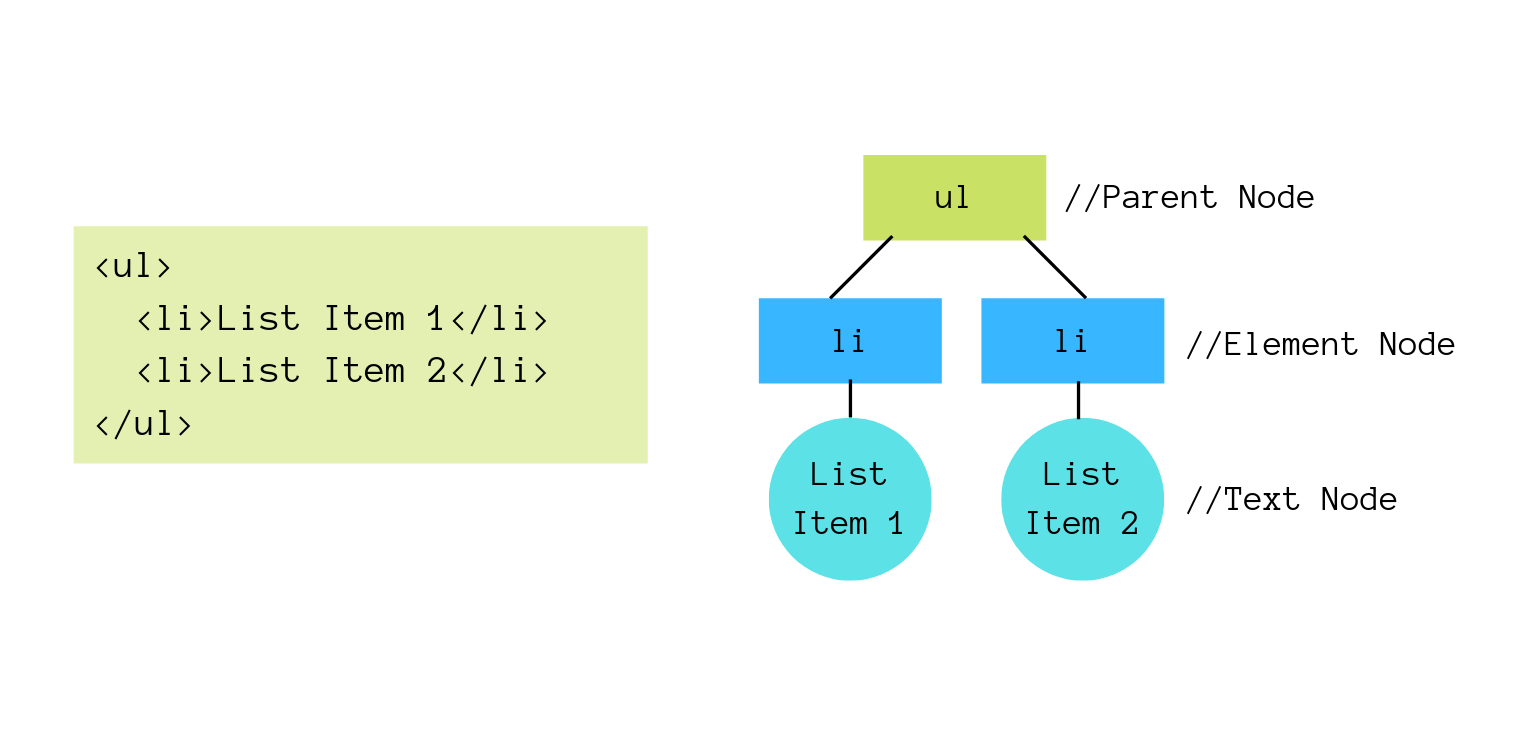 <ul>
  <li>List Item 1</li>
  <li>List Item 2</li>
</ul>
ul //Parent Node
li li //Element Node
List List
Item 1 Item 2
//Text Node